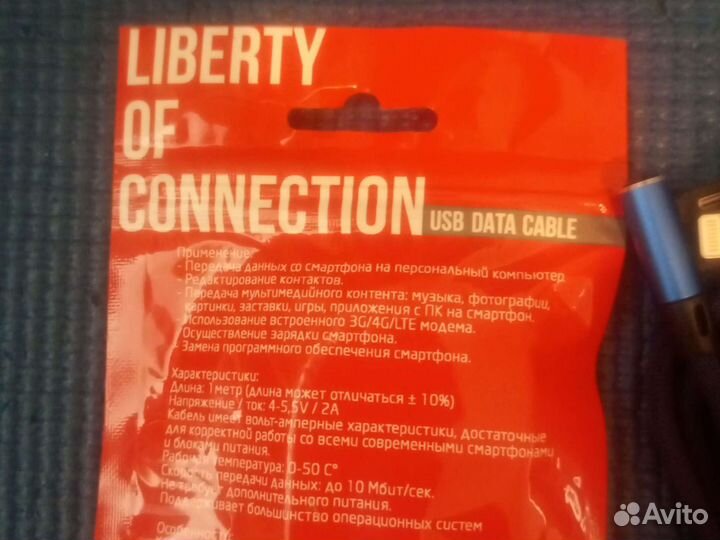 LIBERTY
OF
CONNECTION
USB DATA CABLE
Применение:
- Передача данных со смартфона на персональный компьютер
- Редактирование контактов.
- Передача мультимедийного контента: музыка, фотографии,
картинки, заставки, игры, приложения с ПК на смартфон.
- Использование встроенного 3G/4G/LTE модема.
- Осуществление зарядки смартфона.
- Замена программного обеспечения смартфона.
Характеристики:
Длина: 1 метр (длина может отличаться ± 10%)
Напряжение / ток: 4-5,5V / 2A
Кабель имеет вольт-амперные характеристики, достаточные
для корректной работы со всеми современными смартфонами
и блоками питания.
Рабочая температура: 0-50 C°
Скорость передачи данных: до 10 Мбит/сек.
Не требует дополнительного питания.
Поддерживает большинство операционных систем
Особенность:
Avito